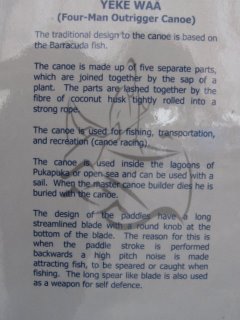 YEKE WAA
(Four-Man Outrigger Canoe)
The traditional design to the canoe is based
on the Barracuda fish.
The canoe is made up of five separate parts,
which are joined together by the sap of a
plant. The parts are lashed together by the
fibre of coconut husk tightly rolled into a
strong rope.
The canoe is used for fishing, transportation,
and recreation (canoe racing).
The canoe is used inside the lagoons of
Pukapuka or open sea and can be used with a
sail. When the master canoe builder dies he is
buried with the canoe.
The design of the paddles have a long
streamlined blade with a round knob at the
bottom of the blade. The reason for this is
when the paddle stroke is performed
backwards a high pitch noise is made
attracting fish, to be speared or caught when
fishing. The long spear like blade is also used
as a weapon for self defence.